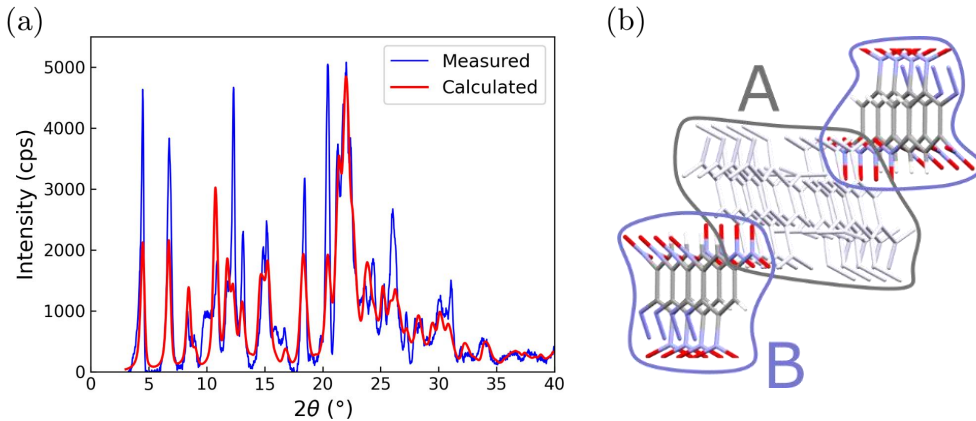 (a)
(b)
Measured
Calculated
Intensity (cps)
5000
4000
3000
2000
1000
0
0 5 10 15 20 25 30 35 40
2θ (°)
A
B